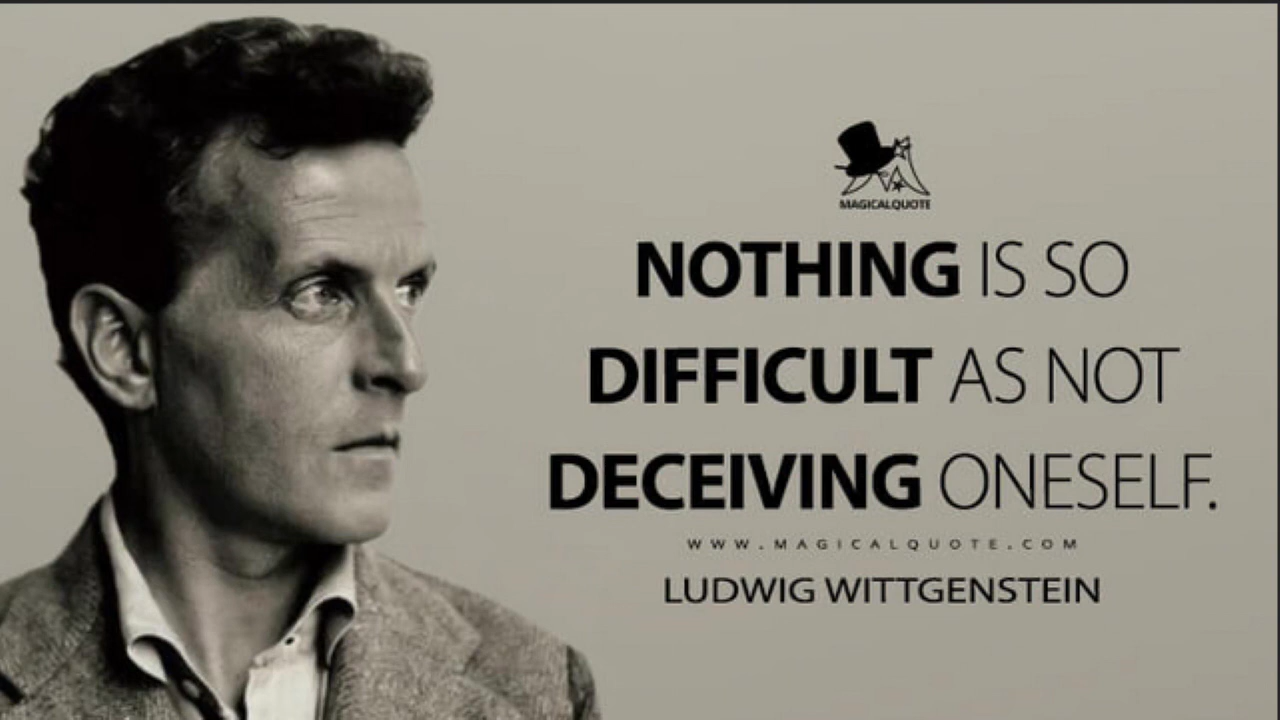 MAGICALQUOTE
NOTHING IS SO
DIFFICULT AS NOT
DECEIVING ONESELF.
WWW.MAGICALQUOTE.COM
LUDWIG WITTGENSTEIN